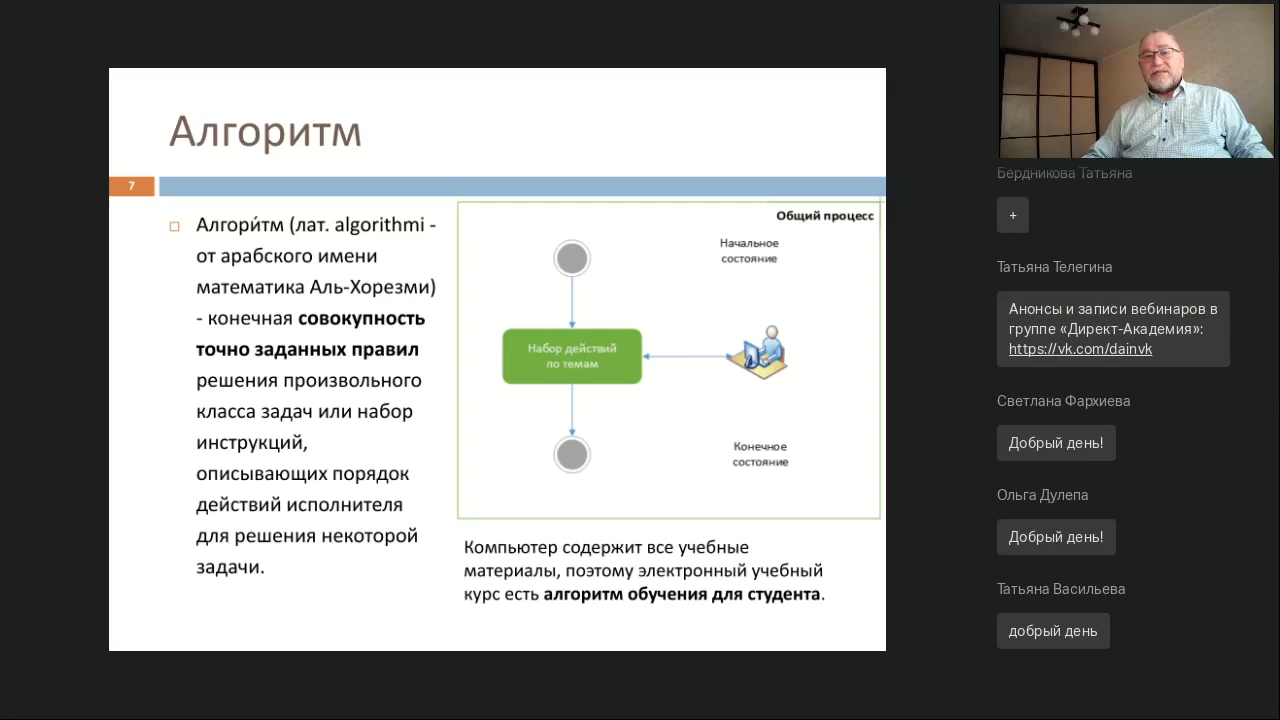 Алгоритм
7
Алгори́тм (лат. algorithmi -
от арабского имени
математика Аль-Хорезми)
- конечная совокупность
точно заданных правил
решения произвольного
класса задач или набор
инструкций,
описывающих порядок
действий исполнителя
для решения некоторой
задачи.
Общий процесс
Начальное
состояние
Набор действий
по темам
Конечное
состояние
Компьютер содержит все учебные
материалы, поэтому электронный учебный
курс есть алгоритм обучения для студента.
Бердникова Татьяна
+
Татьяна Телегина
Анонсы и записи вебинаров в
группе «Директ-Академия»:
https://vk.com/dainvk
Светлана Фархиева
Добрый день!
Ольга Дулепа
Добрый день!
Татьяна Васильева
добрый день